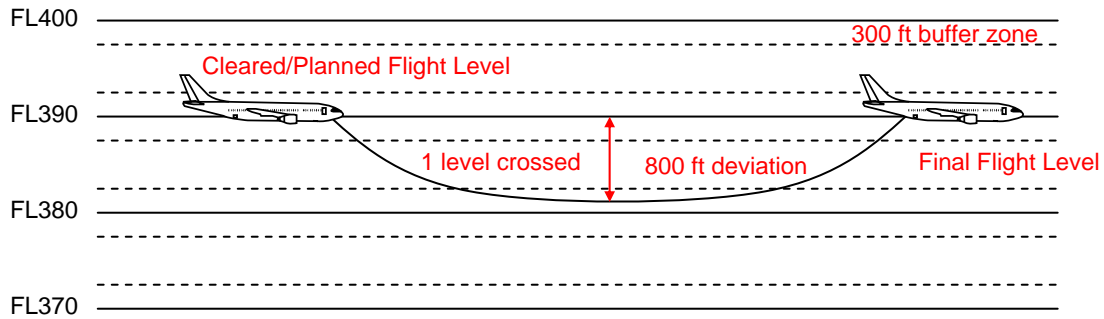 FL400
300 ft buffer zone
Cleared/Planned Flight Level
FL390
1 level crossed
800 ft deviation
Final Flight Level
FL380
FL370